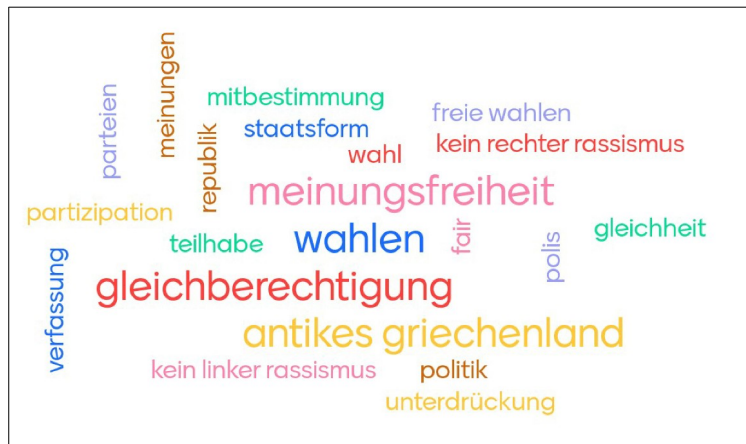 parteien
meinungen
mitbestimmung
freie wahlen
republik
staatsform
wahl
kein rechter rassismus
meinungsfreiheit
partizipation
teilhabe
wahlen
fair
polis
gleichheit
verfassung
gleichberechtigung
antikes griechenland
kein linker rassismus
politik
unterdrückung